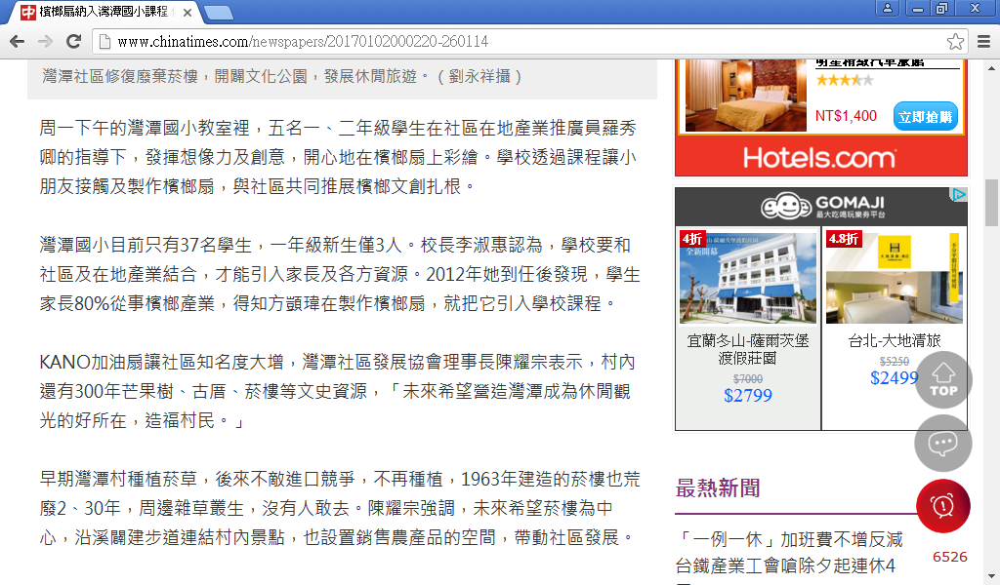 檳榔扇納入灣潭國小課程
www.chinatimes.com/newspapers/20170102000220-260114
灣潭社區修復廢棄菸樓，開闢文化公園，發展休閒旅遊。（劉永祥攝）
周一下午的灣潭國小教室裡，五名一、二年級學生在社區在地產業推廣員羅秀
卿的指導下，發揮想像力及創意，開心地在檳榔扇上彩繪。學校透過課程讓小
朋友接觸及製作檳榔扇，與社區共同推展檳榔文創扎根。
灣潭國小目前只有37名學生，一年級新生僅3人。校長李淑惠認為，學校要和
社區及在地產業結合，才能引入家長及各方資源。2012年她到任後發現，學生
家長80%從事檳榔產業，得知方顗瑋在製作檳榔扇，就把它引入學校課程。
KANO加油扇讓社區知名度大增，灣潭社區發展協會理事長陳耀宗表示，村內
還有300年芒果樹、古厝、菸樓等文史資源，「未來希望營造灣潭成為休閒觀
光的好所在，造福村民。」
早期灣潭村種植菸草，後來不敵進口競爭，不再種植，1963年建造的菸樓也荒
廢2、30年，周邊雜草叢生，沒有人敢去。陳耀宗強調，未來希望菸樓為中
心，沿溪闢建步道連結村內景點，也設置銷售農產品的空間，帶動社區發展。
明星精緻汽車旅館
NT$1,400
立即搶購
Hotels.com
GOMAJI
最大吃喝玩樂券平台
4折
全新開幕
4.8折
宜蘭冬山-薩爾茨堡
渡假莊園
$7000
$2799
台北-大地清旅
$5250
$2499
TOP
最熱新聞
「一例一休」加班費不增反減
台鐵產業工會嗆除夕起連休4
6526